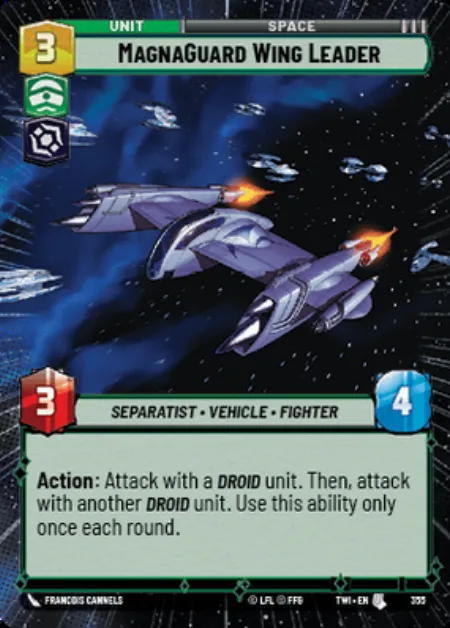 UNIT SPACE
3 MAGNAGUARD WING LEADER
3 SEPARATIST • VEHICLE • FIGHTER 4
Action: Attack with a DROID unit. Then, attack
with another DROID unit. Use this ability only
once each round.
FRANCOIS CANNELS © LFL © FFG TWI • EN 355